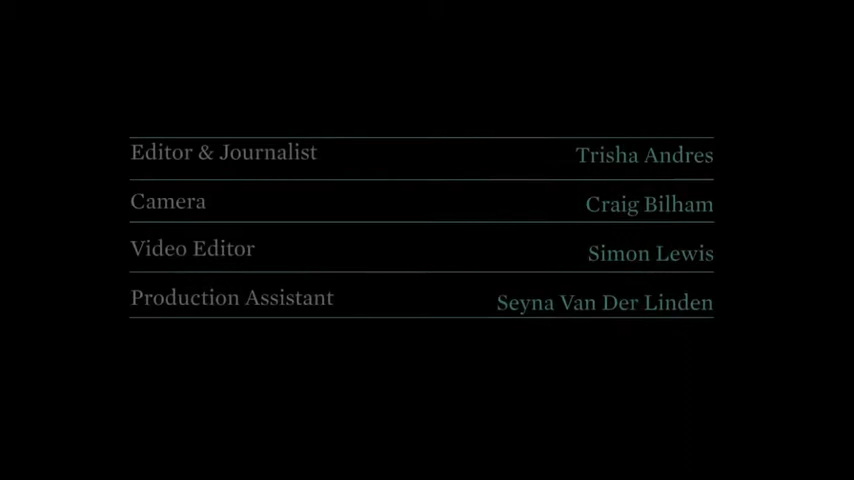 Editor & Journalist Trisha Andres
Camera Craig Bilham
Video Editor Simon Lewis
Production Assistant Seyna Van Der Linden